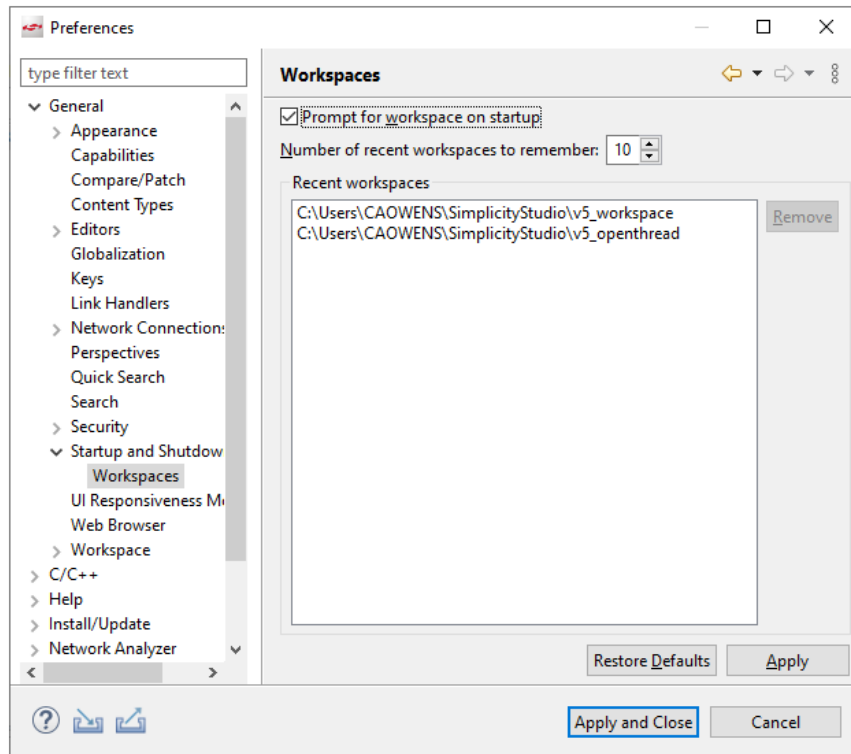 Preferences
type filter text
General
Appearance
Capabilities
Compare/Patch
Content Types
Editors
Globalization
Keys
Link Handlers
Network Connection
Perspectives
Quick Search
Search
Security
Startup and Shutdow
Workspaces
UI Responsiveness M
Web Browser
Workspace
C/C++
Help
Install/Update
Network Analyzer
Workspaces
Prompt for workspace on startup
Number of recent workspaces to remember: 10
Recent workspaces
C:\Users\CAOWENS\SimplicityStudio\v5_workspace
C:\Users\CAOWENS\SimplicityStudio\v5_openthread
Remove
Restore Defaults
Apply
Apply and Close
Cancel